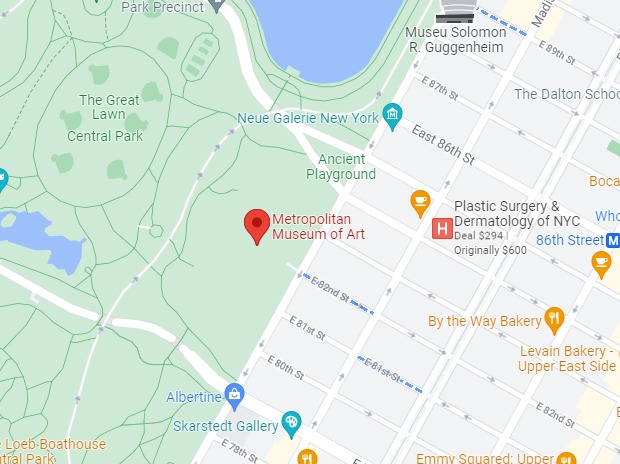 Park Precinct
Madis
Museu Solomon
R. Guggenheim
E 89th St
E 87th St
The Dalton Schoo
The Great
Lawn
Central Park
Neue Galerie New York
East 86th St
Ancient
Playground
Boca
Metropolitan
Museum of Art
Plastic Surgery &
Dermatology of NYC
Deal $294 |
Originally $600
H
Who
86th Street M
E 82nd St
By the Way Bakery
E 81st St
Levain Bakery -
Upper East Side
E 80th St
E 81st St
Albertine
E 82nd St
Skarstedt Gallery
e Loeb Boathouse
ntral Park
E 78th St
Emmy Squared: Upper